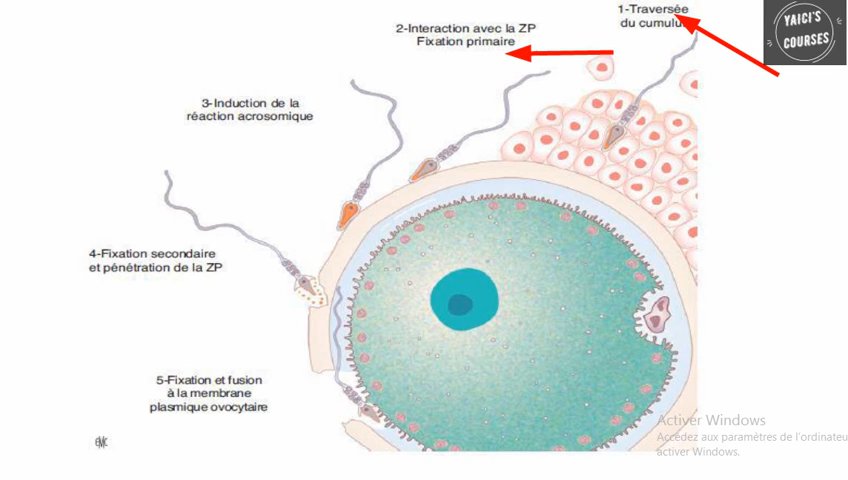 1-Traversée
du cumulus
2-Interaction avec la ZP
Fixation primaire
YAICI'S
COURSES
3-Induction de la
réaction acrosomique
4-Fixation secondaire
et pénétration de la ZP
5-Fixation et fusion
à la membrane
plasmique ovocytaire
Activer Windows
Accédez aux paramètres de l'ordinateu
activer Windows.